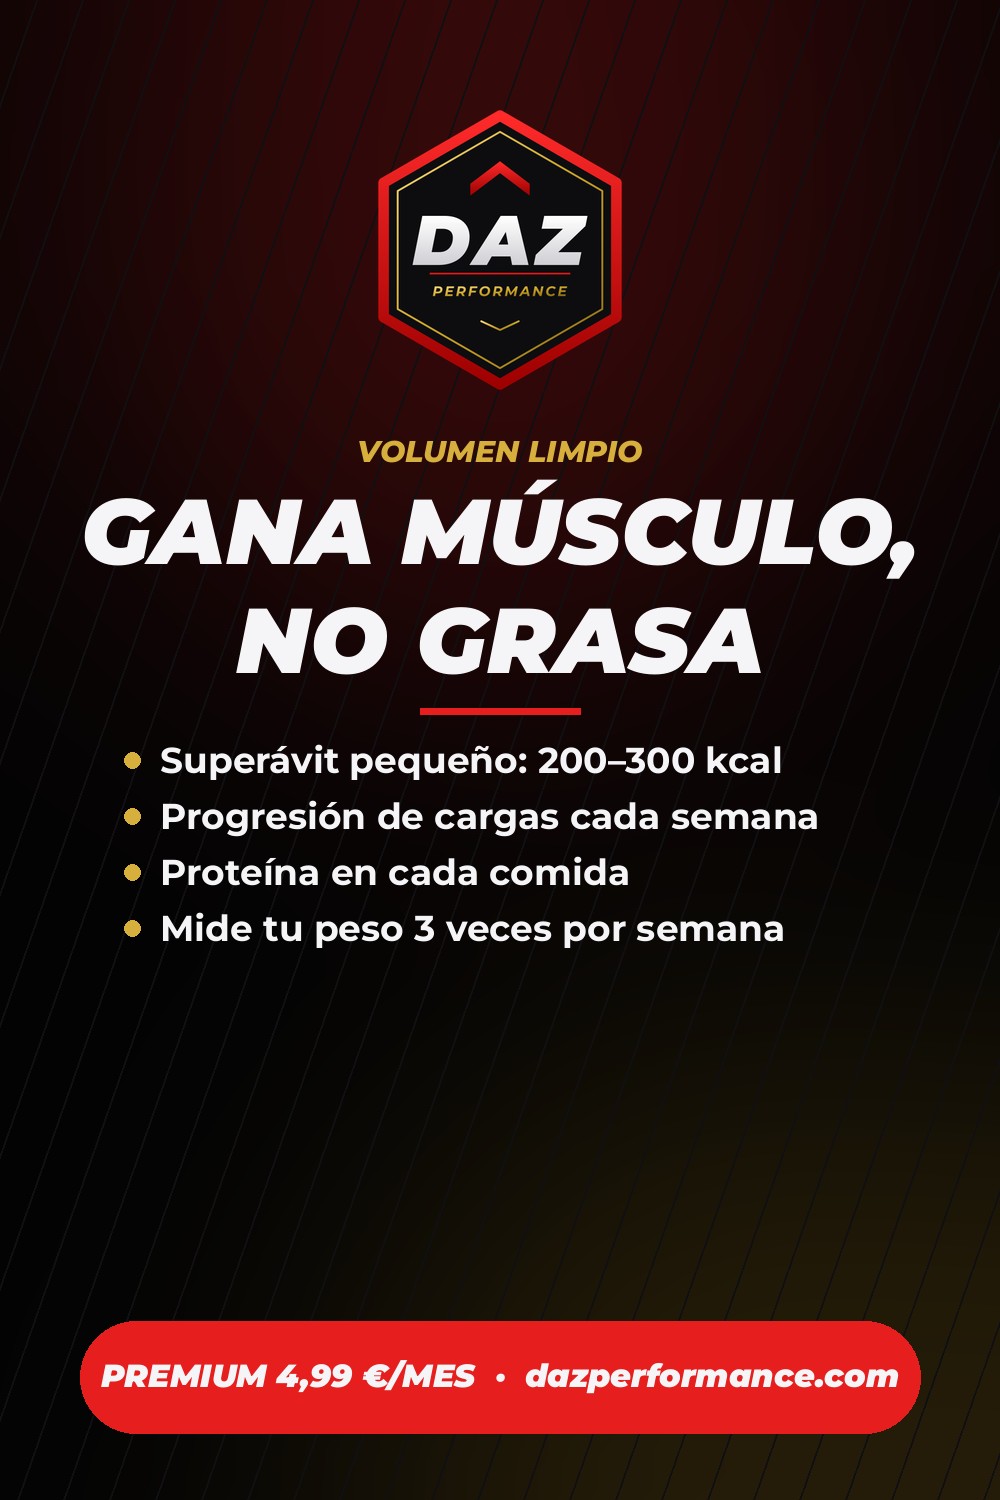 DAZ
PERFORMANCE
VOLUMEN LIMPIO
GANA MÚSCULO,
NO GRASA
Superávit pequeño: 200–300 kcal
Progresión de cargas cada semana
Proteína en cada comida
Mide tu peso 3 veces por semana
PREMIUM 4,99 €/MES • dazperformance.com